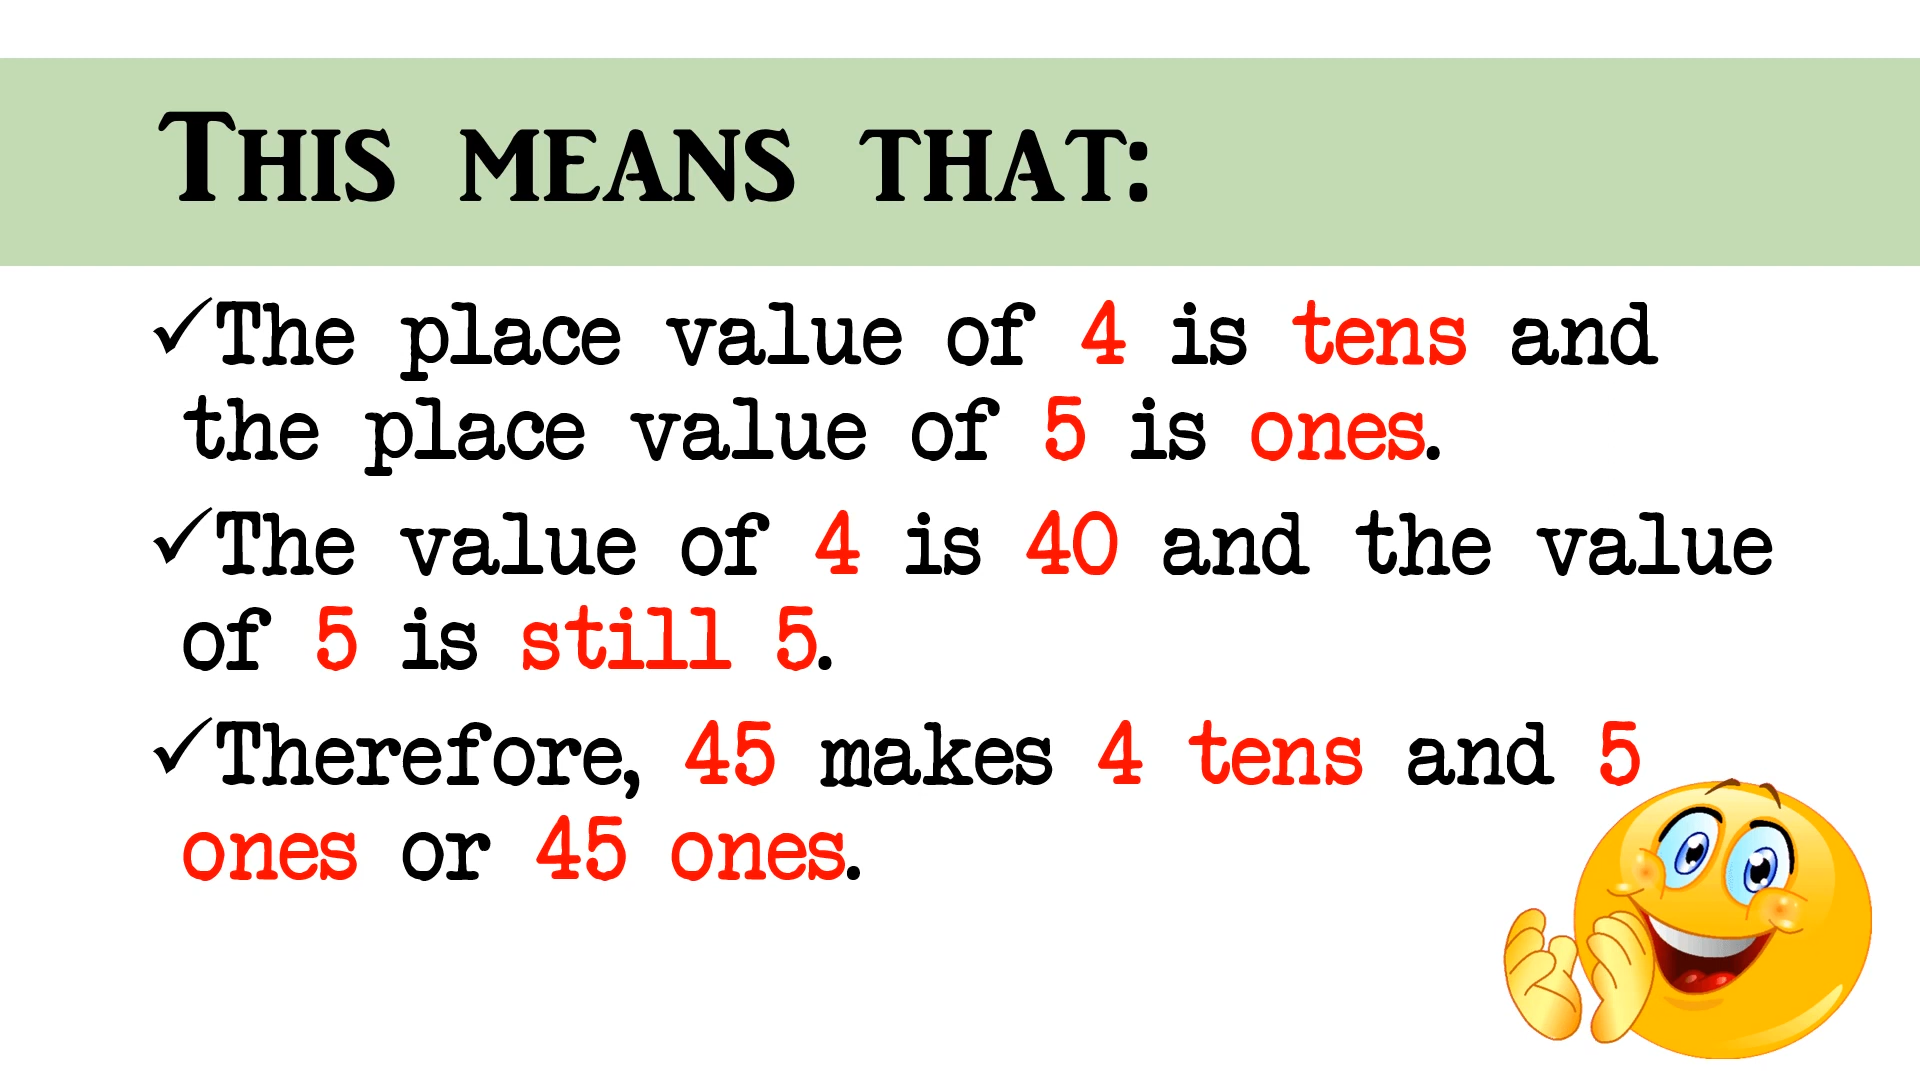 THIS MEANS THAT:
✓The place value of 4 is tens and
the place value of 5 is ones.
✓The value of 4 is 40 and the value
of 5 is still 5.
✓Therefore, 45 makes 4 tens and 5
ones or 45 ones.